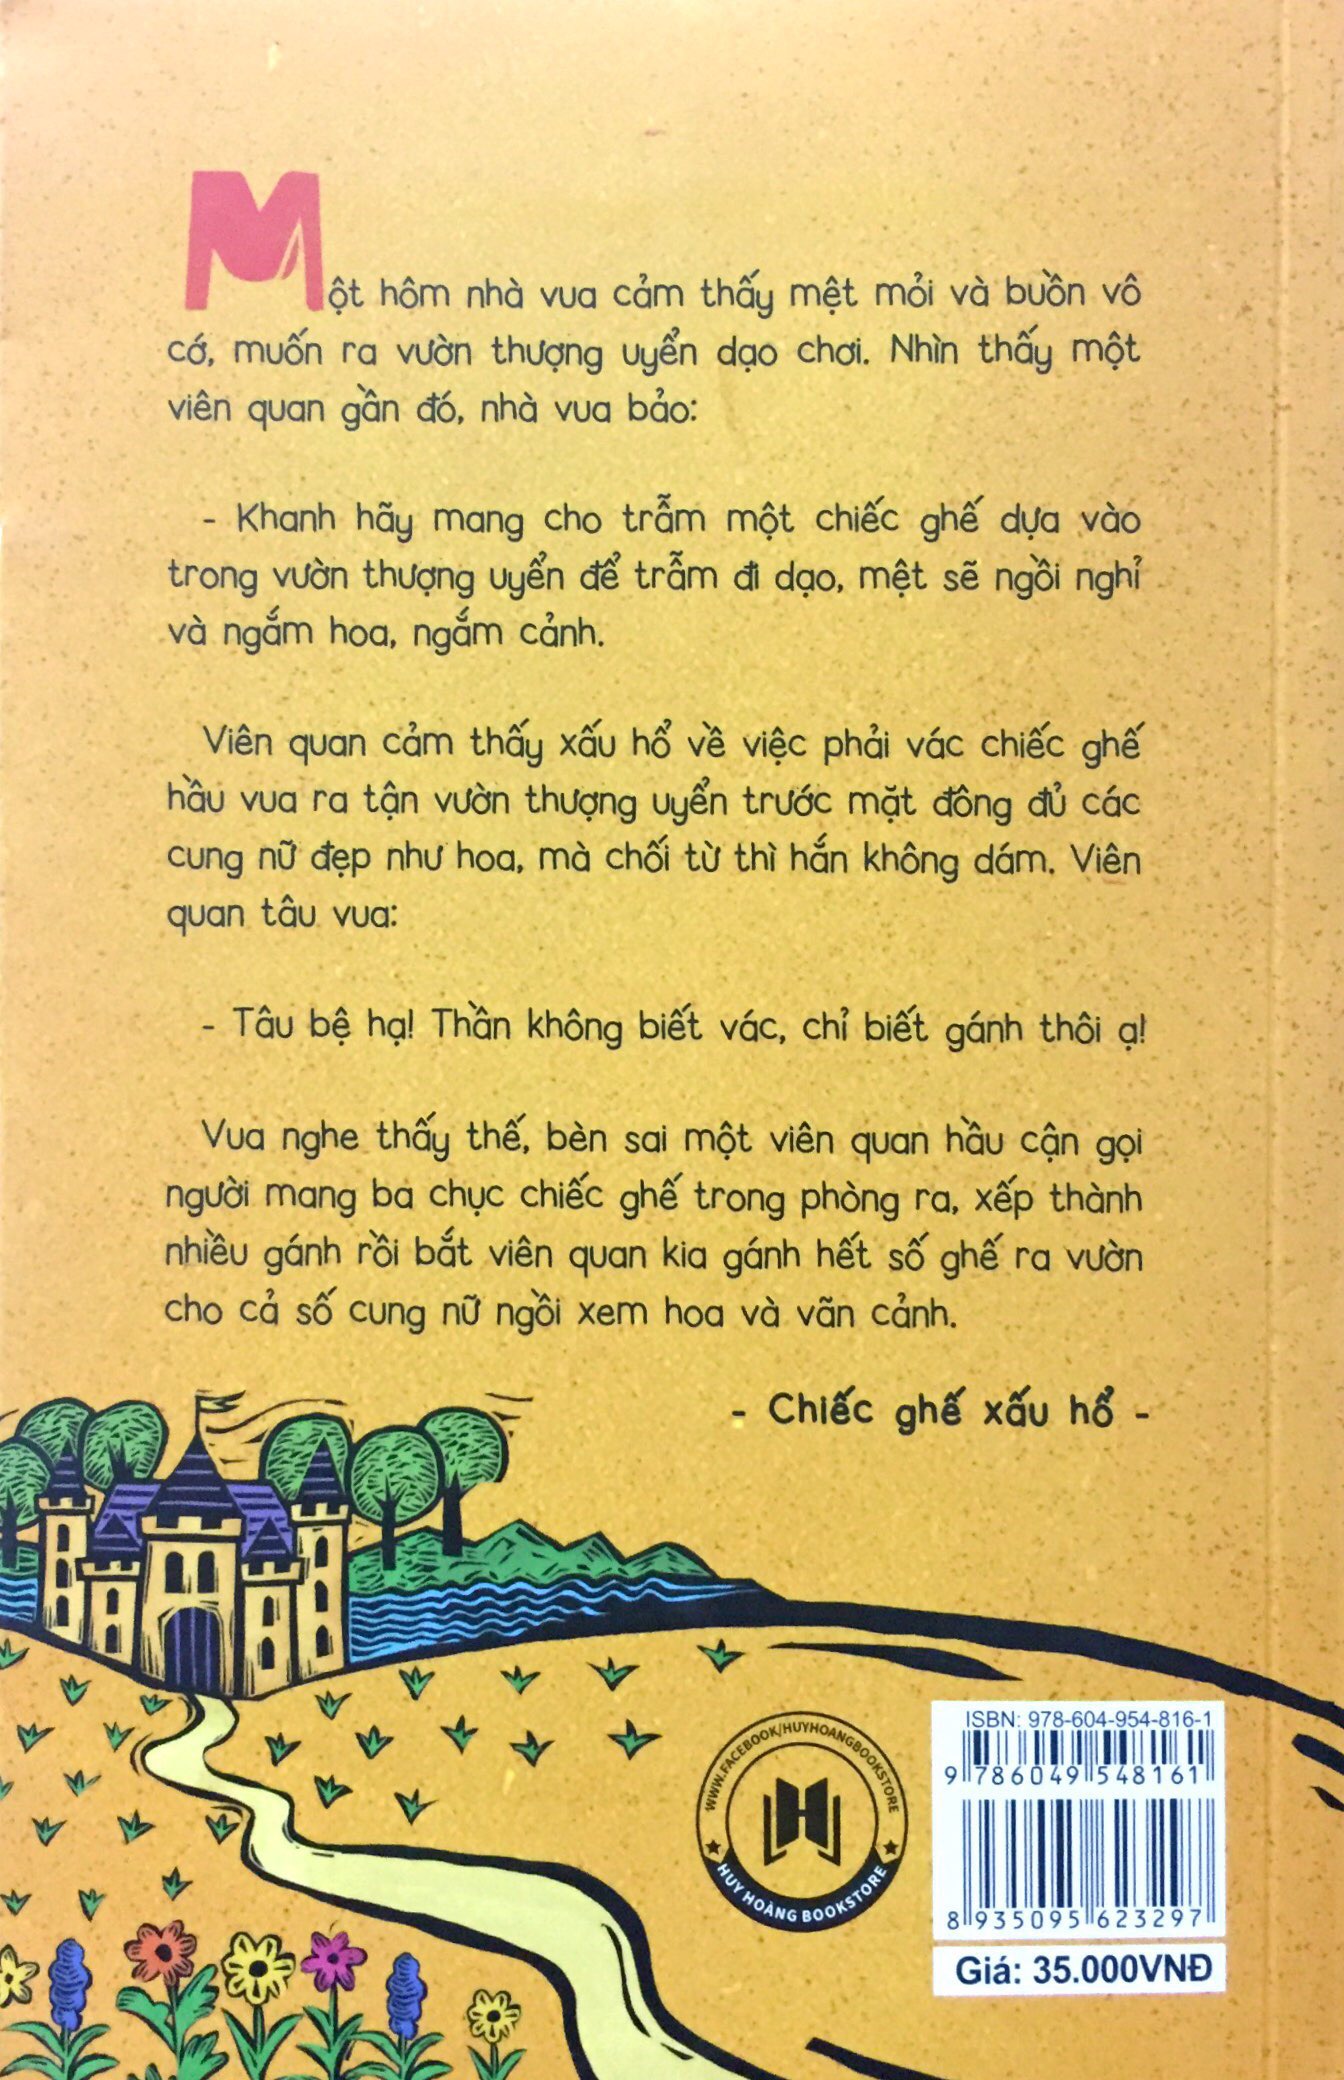 Một hôm nhà vua cảm thấy mệt mỏi và buồn vô
cớ, muốn ra vườn thượng uyển dạo chơi. Nhìn thấy một
viên quan gần đó, nhà vua bảo:
- Khanh hãy mang cho trẫm một chiếc ghế dựa vào
trong vườn thượng uyển để trẫm đi dạo, mệt sẽ ngồi nghỉ
và ngắm hoa, ngắm cảnh.
Viên quan cảm thấy xấu hổ về việc phải vác chiếc ghế
hầu vua ra tận vườn thượng uyển trước mặt đông đủ các
cung nữ đẹp như hoa, mà chối từ thì hắn không dám. Viên
quan tâu vua:
- Tâu bệ hạ! Thần không biết vác, chỉ biết gánh thôi ạ!
Vua nghe thấy thế, bèn sai một viên quan hầu cận gọi
người mang ba chục chiếc ghế trong phòng ra, xếp thành
nhiều gánh rồi bắt viên quan kia gánh hết số ghế ra vườn
cho cả số cung nữ ngồi xem hoa và vãn cảnh.
- Chiếc ghế xấu hổ -
WWW.FACEBOOK/HUYHOANGBOOKSTORE
HUY HOÀNG BOOKSTORE
ISBN: 978-604-954-816-1
9 786049 548161
8 935095 623297
Giá: 35.000VNĐ